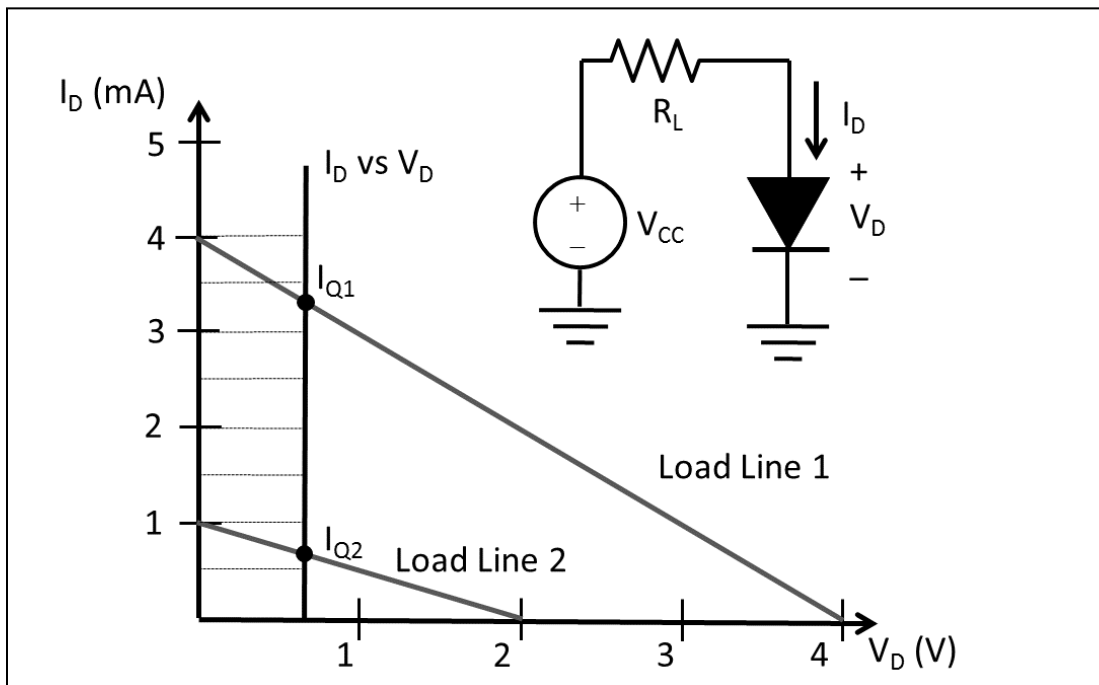 I_D (mA)
5
4
3
2
1
I_D vs V_D
I_Q1
I_Q2
Load Line 1
Load Line 2
1
2
3
4
V_D (V)
R_L
I_D
+
V_D
–
+
–
V_CC